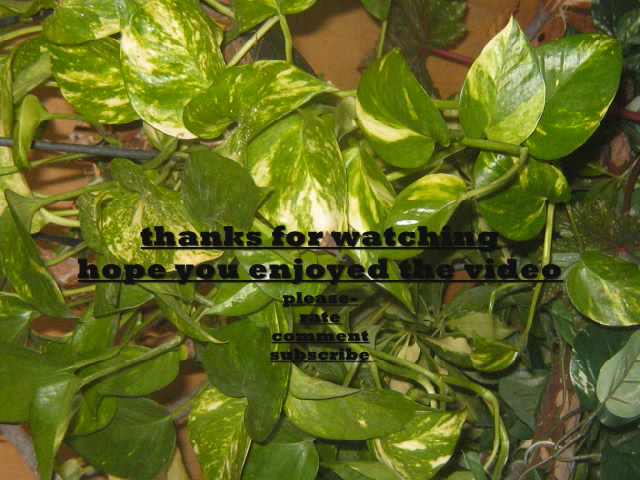 thanks for watching
hope you enjoyed the video
please-
rate
comment
subscribe